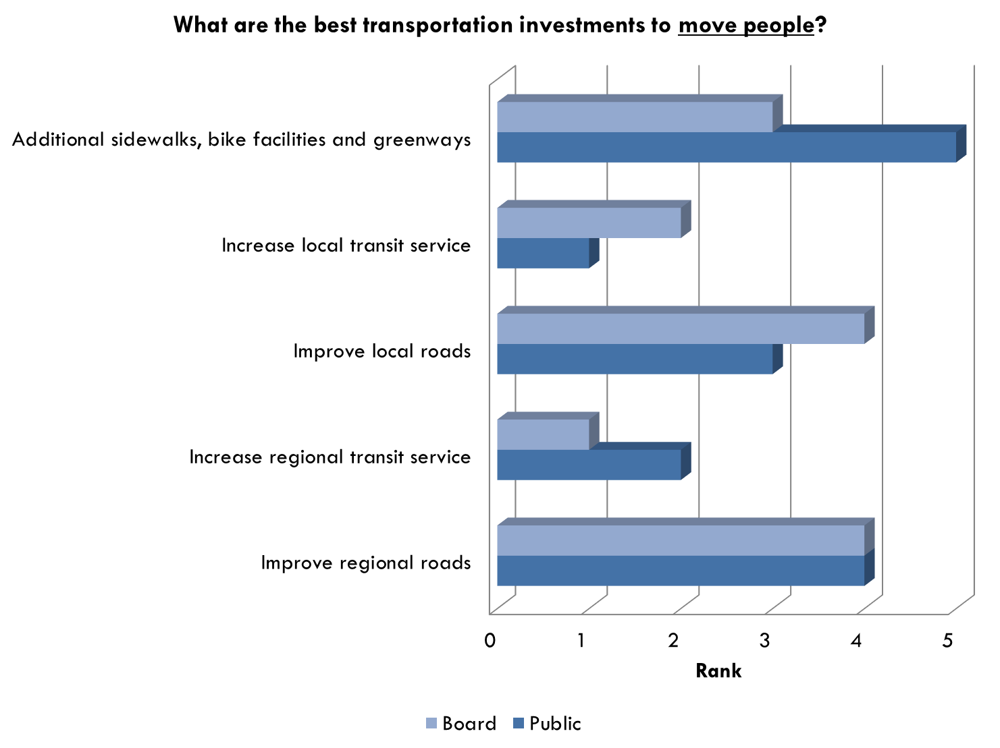 What are the best transportation investments to move people?
Additional sidewalks, bike facilities and greenways
Increase local transit service
Improve local roads
Increase regional transit service
Improve regional roads
0 1 2 3 4 5
Rank
Board Public